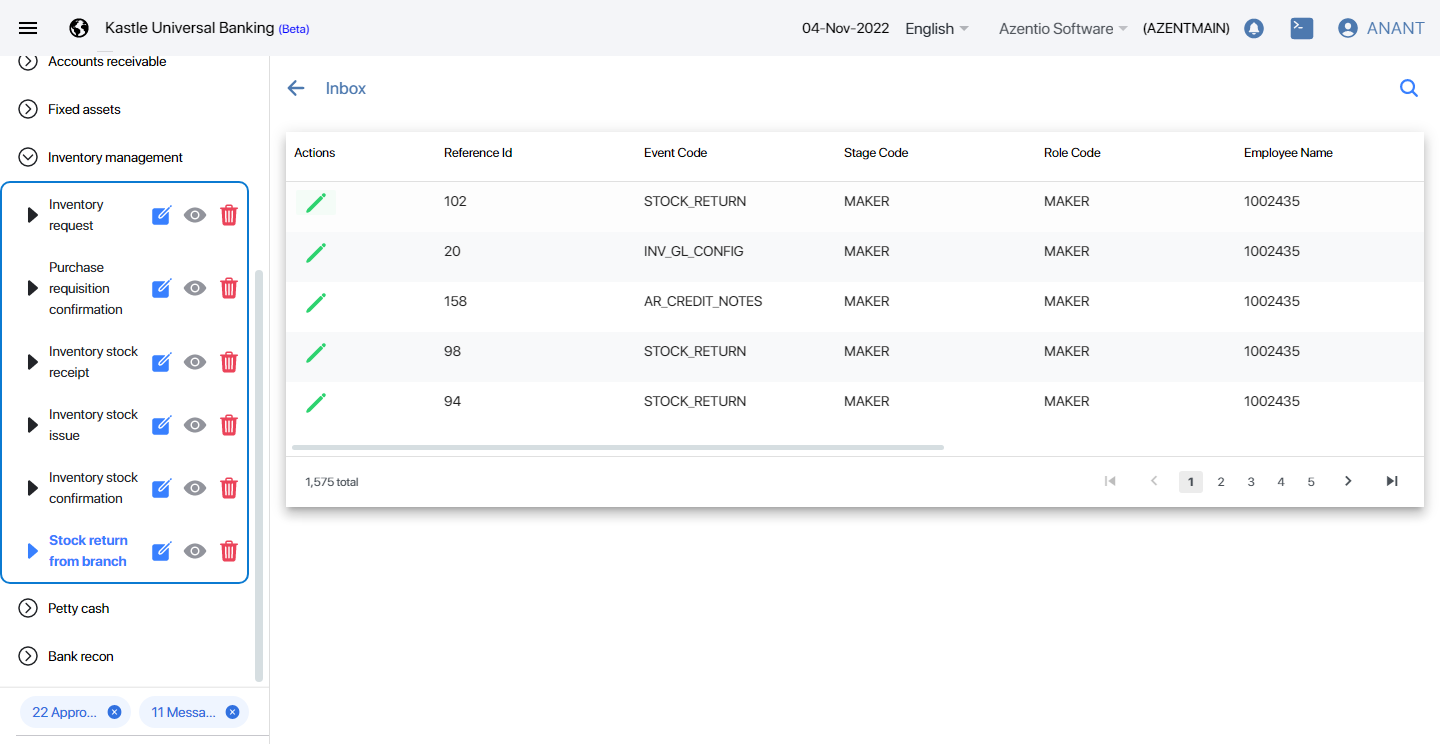 Kastle Universal Banking (Beta)
04-Nov-2022 English Azentio Software (AZENTMAIN) ANANT
Accounts receivable
Fixed assets
Inventory management
Inventory
request
Purchase
requisition
confirmation
Inventory stock
receipt
Inventory stock
issue
Inventory stock
confirmation
Stock return
from branch
Petty cash
Bank recon
22 Appro...
11 Messa...
Inbox
Actions Reference Id Event Code Stage Code Role Code Employee Name
102 STOCK_RETURN MAKER MAKER 1002435
20 INV_GL_CONFIG MAKER MAKER 1002435
158 AR_CREDIT_NOTES MAKER MAKER 1002435
98 STOCK_RETURN MAKER MAKER 1002435
94 STOCK_RETURN MAKER MAKER 1002435
1,575 total 1 2 3 4 5